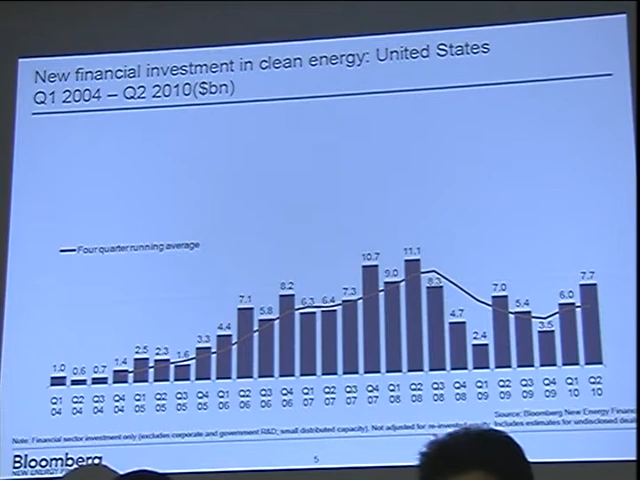 New financial investment in clean energy: United States
Q1 2004 – Q2 2010($bn)
Four quarter running average
1.0 0.6 0.7 1.4 2.5 2.3 1.6 3.3 4.4 7.1 5.8 8.2 6.3 6.4 7.3 10.7 9.0 11.1 8.3 4.7 2.4 7.0 5.4 3.5 6.0 7.7
Q1 Q2 Q3 Q4 Q1 Q2 Q3 Q4 Q1 Q2 Q3 Q4 Q1 Q2 Q3 Q4 Q1 Q2 Q3 Q4 Q1 Q2 Q3 Q4 Q1 Q2
04 04 04 04 05 05 05 05 06 06 06 06 07 07 07 07 08 08 08 08 09 09 09 09 10 10
Source: Bloomberg New Energy Finan
Note: Financial sector investment only (excludes corporate and government R&D, small distributed capacity). Not adjusted for re-invested Includes estimates for undisclosed dea
Bloomberg
NEW ENERGY
5